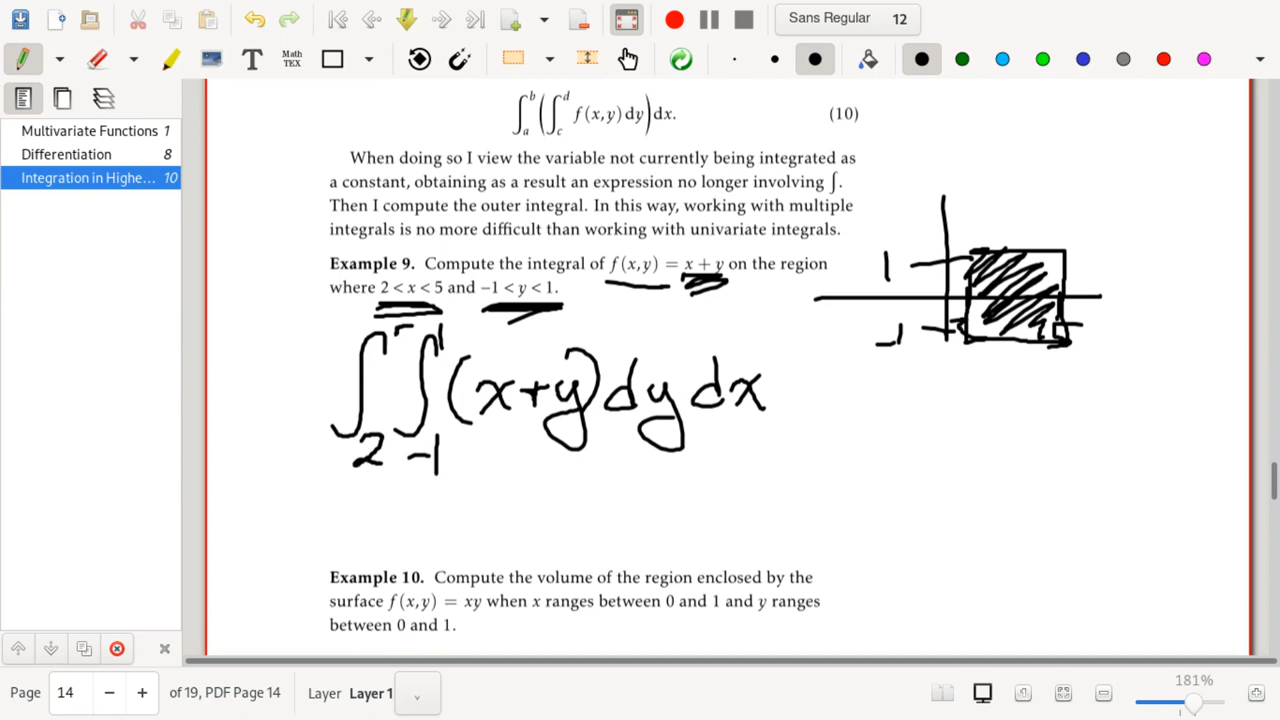 Sans Regular 12
T Math TEX
Multivariate Functions 1
Differentiation 8
Integration in Highe... 10
∫_a^b (∫_c^d f(x,y) dy) dx. (10)
When doing so I view the variable not currently being integrated as
a constant, obtaining as a result an expression no longer involving ∫.
Then I compute the outer integral. In this way, working with multiple
integrals is no more difficult than working with univariate integrals.
Example 9. Compute the integral of f(x,y) = x + y on the region
where 2 < x < 5 and −1 < y < 1.
1
-1 2 5
∫_2^5 ∫_-1^1 (x+y) dy dx
Example 10. Compute the volume of the region enclosed by the
surface f(x,y) = xy when x ranges between 0 and 1 and y ranges
between 0 and 1.
Page 14 − + of 19, PDF Page 14 Layer Layer 1 181%